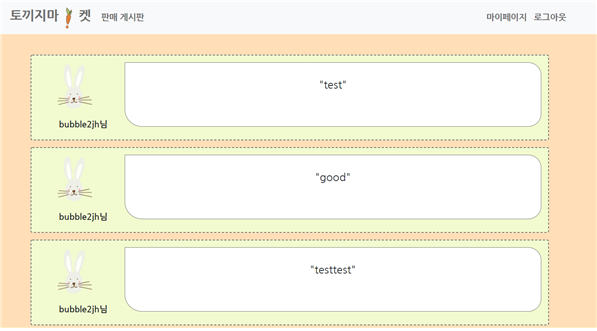 토끼지마켓 판매 게시판 마이페이지 로그아웃
"test"
bubble2jh님
"good"
bubble2jh님
"testtest"
bubble2jh님